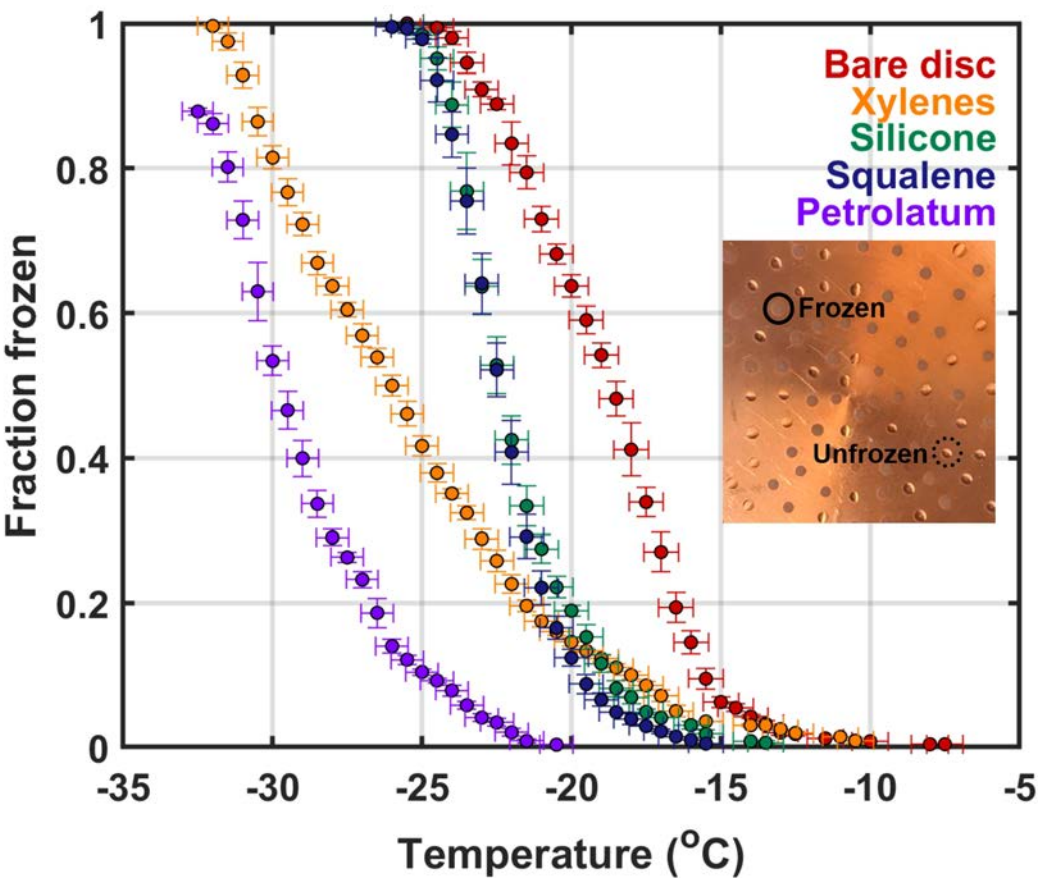 Fraction frozen
1
0.8
0.6
0.4
0.2
0
-35 -30 -25 -20 -15 -10 -5
Temperature (°C)
Bare disc
Xylenes
Silicone
Squalene
Petrolatum
Frozen
Unfrozen